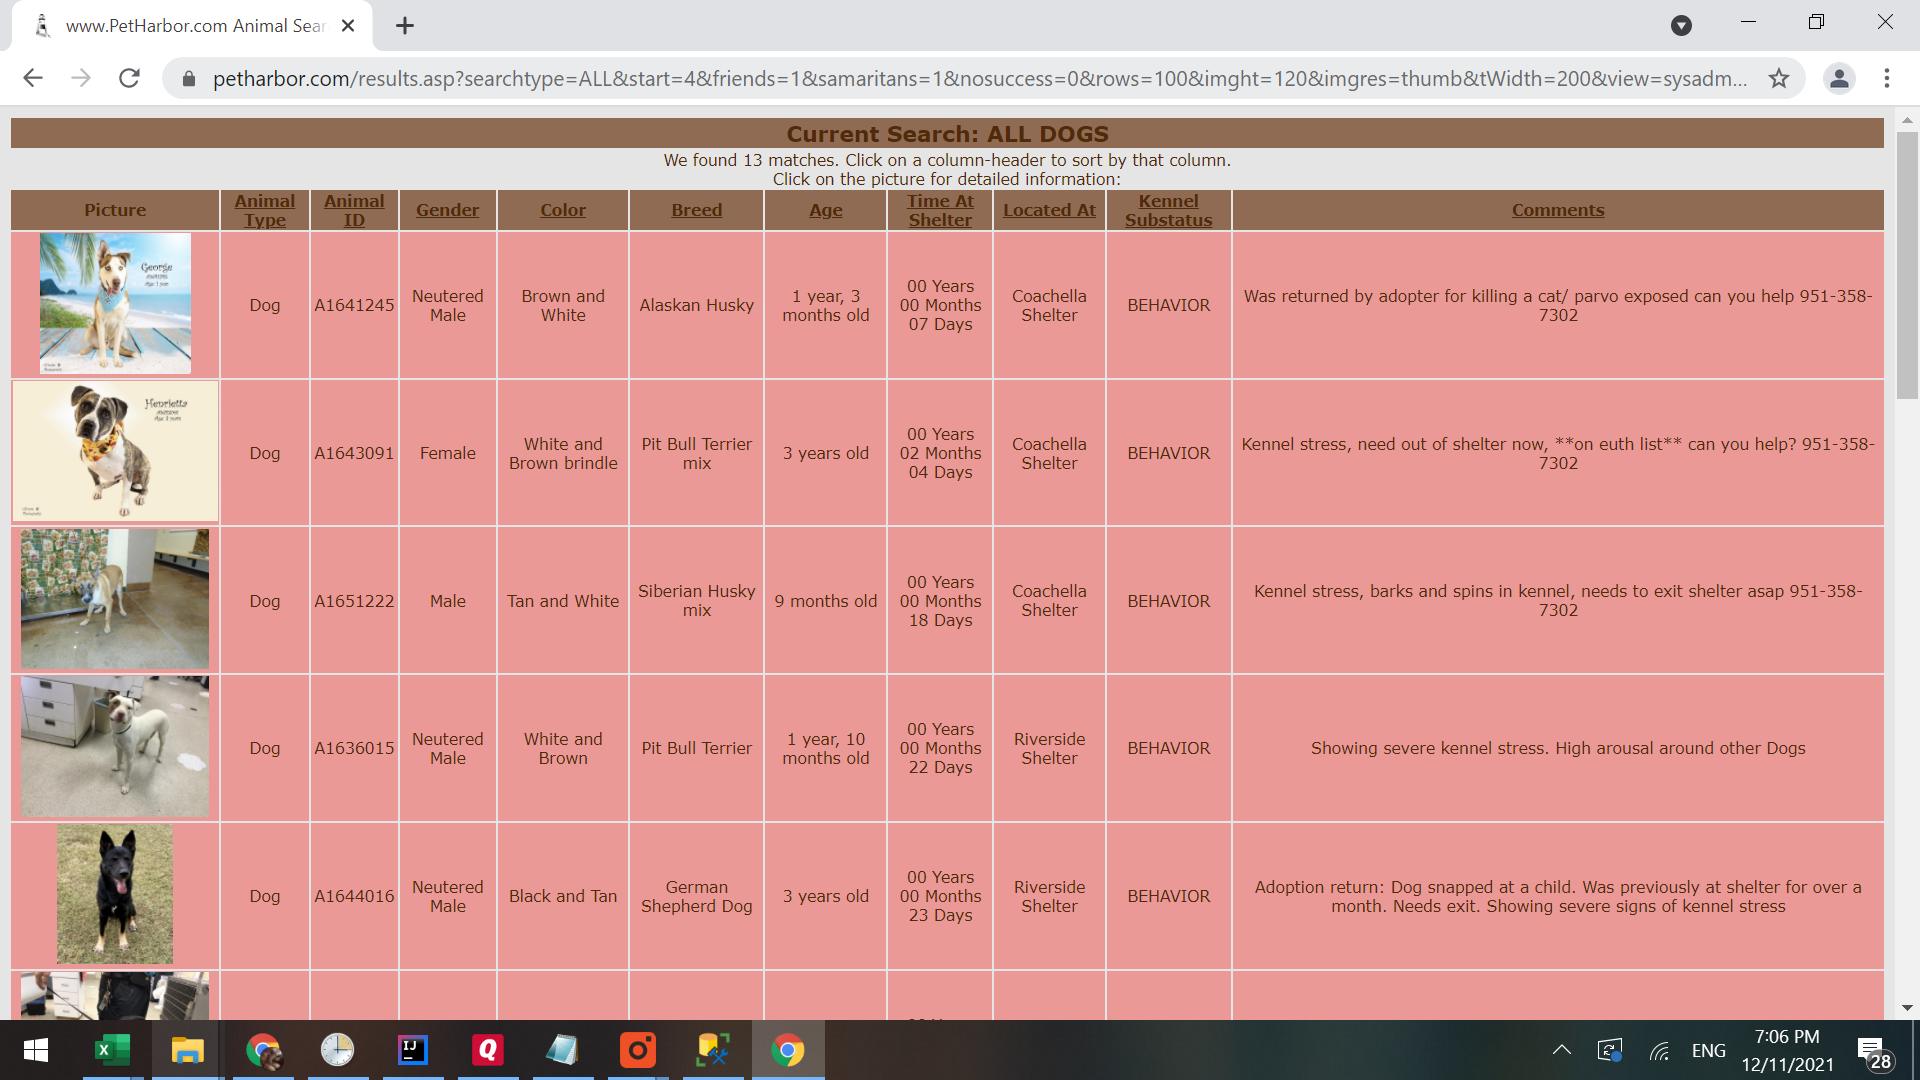 www.PetHarbor.com Animal Sear
petharbor.com/results.asp?searchtype=ALL&start=4&friends=1&samaritans=1&nosuccess=0&rows=100&imght=120&imgres=thumb&tWidth=200&view=sysadm...
Current Search: ALL DOGS
We found 13 matches. Click on a column-header to sort by that column.
Click on the picture for detailed information:
Picture
Animal
Type
Animal
ID
Gender
Color
Breed
Age
Time At
Shelter
Located At
Kennel
Substatus
Comments
George
Dog
A1641245
Neutered
Male
Brown and
White
Alaskan Husky
1 year, 3
months old
00 Years
00 Months
07 Days
Coachella
Shelter
BEHAVIOR
Was returned by adopter for killing a cat/ parvo exposed can you help 951-358-
7302
Henrietta
Dog
A1643091
Female
White and
Brown brindle
Pit Bull Terrier
mix
3 years old
00 Years
02 Months
04 Days
Coachella
Shelter
BEHAVIOR
Kennel stress, need out of shelter now, **on euth list** can you help? 951-358-
7302
Dog
A1651222
Male
Tan and White
Siberian Husky
mix
9 months old
00 Years
00 Months
18 Days
Coachella
Shelter
BEHAVIOR
Kennel stress, barks and spins in kennel, needs to exit shelter asap 951-358-
7302
Dog
A1636015
Neutered
Male
White and
Brown
Pit Bull Terrier
1 year, 10
months old
00 Years
00 Months
22 Days
Riverside
Shelter
BEHAVIOR
Showing severe kennel stress. High arousal around other Dogs
Dog
A1644016
Neutered
Male
Black and Tan
German
Shepherd Dog
3 years old
00 Years
00 Months
23 Days
Riverside
Shelter
BEHAVIOR
Adoption return: Dog snapped at a child. Was previously at shelter for over a
month. Needs exit. Showing severe signs of kennel stress
ENG
7:06 PM
12/11/2021
28